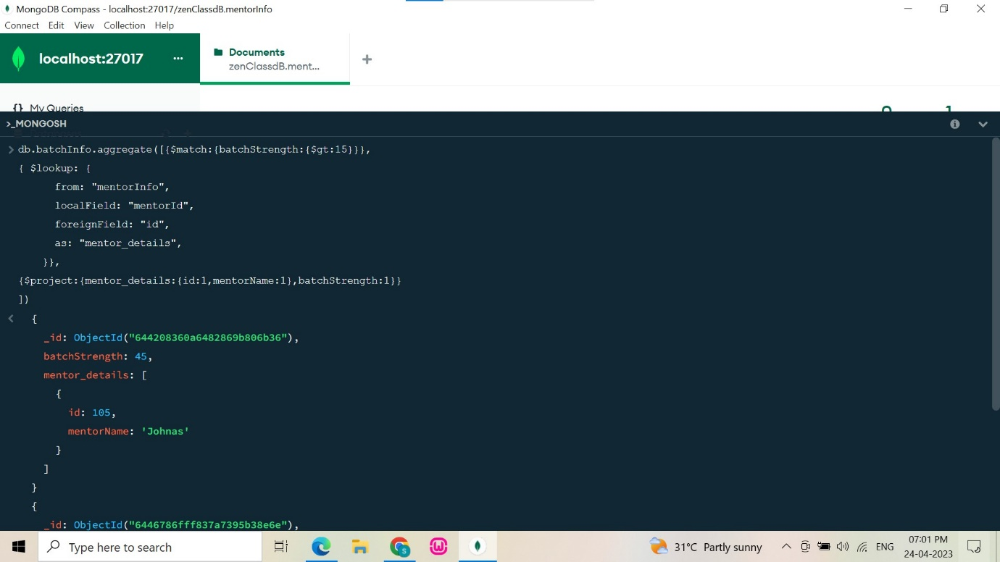 MongoDB Compass - localhost:27017/zenClassdB.mentorInfo
Connect Edit View Collection Help
localhost:27017 ...
Documents
zenClassdB.ment...
+
{} My Queries
>_MONGOSH
> db.batchInfo.aggregate([{$match:{batchStrength:{$gt:15}}},
{ $lookup: {
from: "mentorInfo",
localField: "mentorId",
foreignField: "id",
as: "mentor_details",
}},
{$project:{mentor_details:{id:1,mentorName:1},batchStrength:1}}
])
< {
_id: ObjectId("644208360a6482869b806b36"),
batchStrength: 45,
mentor_details: [
{
id: 105,
mentorName: 'Johnas'
}
]
}
{
_id: ObjectId("6446786fff837a7395b38e6e"),
Type here to search
31°C Partly sunny
ENG
07:01 PM
24-04-2023